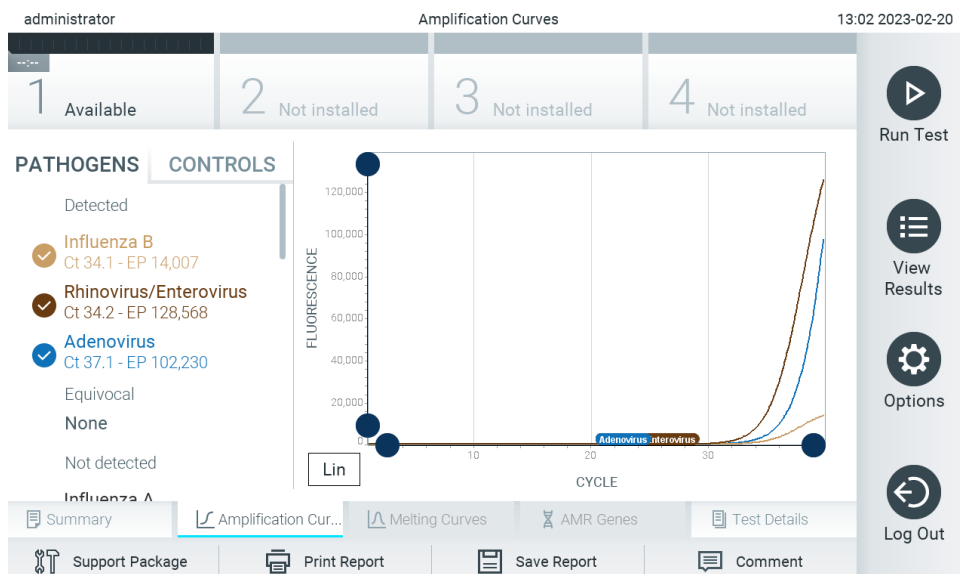 administrator
Amplification Curves
13:02 2023-02-20
--:--
1 Available
2 Not installed
3 Not installed
4 Not installed
Run Test
View
Results
Options
Log Out
PATHOGENS
CONTROLS
Detected
Influenza B
Ct 34.1 - EP 14,007
Rhinovirus/Enterovirus
Ct 34.2 - EP 128,568
Adenovirus
Ct 37.1 - EP 102,230
Equivocal
None
Not detected
Influenza A
FLUORESCENCE
120,000
100,000
80,000
60,000
40,000
20,000
0
Adenovirus nterovirus
10
20
30
CYCLE
Lin
Summary
Amplification Cur...
Melting Curves
AMR Genes
Test Details
Support Package
Print Report
Save Report
Comment